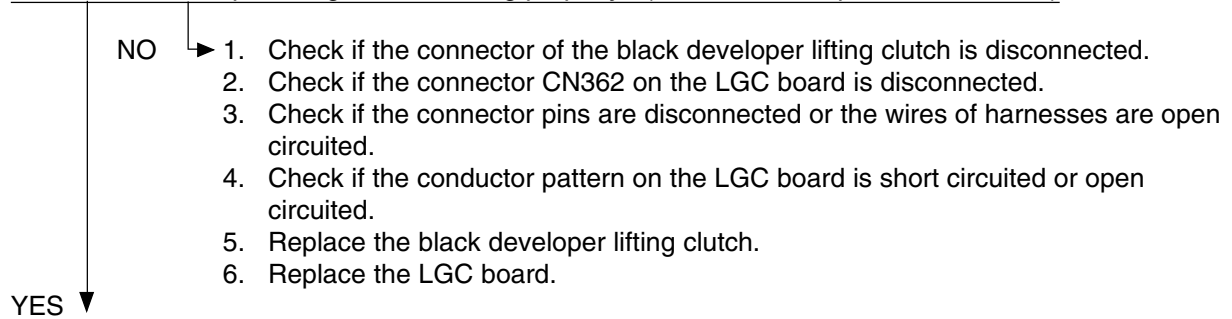 NO 1. Check if the connector of the black developer lifting clutch is disconnected.
2. Check if the connector CN362 on the LGC board is disconnected.
3. Check if the connector pins are disconnected or the wires of harnesses are open
circuited.
4. Check if the conductor pattern on the LGC board is short circuited or open
circuited.
5. Replace the black developer lifting clutch.
6. Replace the LGC board.
YES